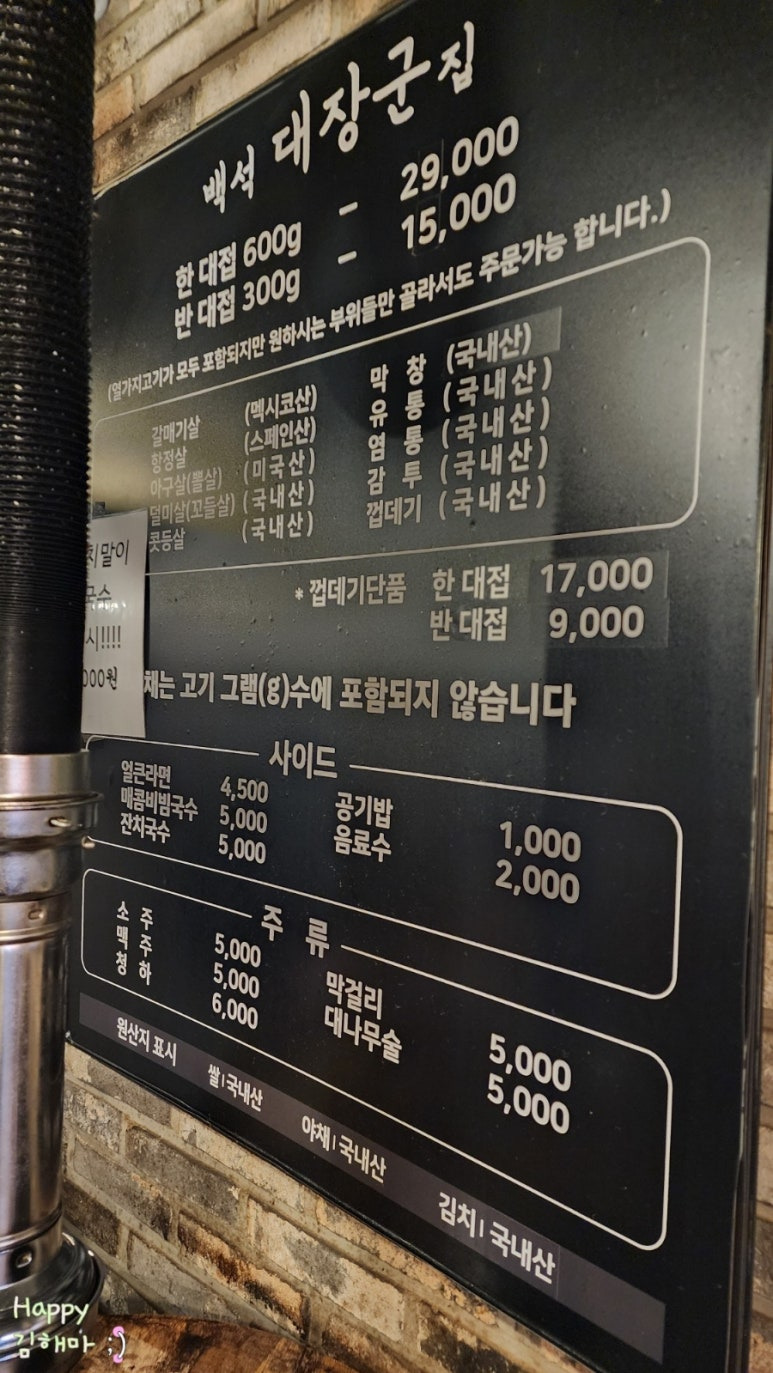 백석 대장군집
한 대접 600g - 29,000
반 대접 300g - 15,000
(열가지고기가 모두 포함되지만 원하시는 부위들만 골라서도 주문가능 합니다.)
갈매기살 (멕시코산) 막 창 (국내산)
항정살 (스페인산) 유 통 (국내산)
아구살(뽈살) (미국산) 염 통 (국내산)
덜미살(꼬들살) (국내산) 감 투 (국내산)
콧등살 (국내산) 껍데기 (국내산)
* 껍데기단품 한 대접 17,000
반 대접 9,000
치말이
국수
시!!!!
000원
채는 고기 그램(g)수에 포함되지 않습니다
사이드
얼큰라면 4,500 공기밥 1,000
매콤비빔국수 5,000 음료수 2,000
잔치국수 5,000
주 류
소 주 5,000 막걸리 5,000
맥 주 5,000 대나무술 5,000
청 하 6,000
원산지 표시 쌀 | 국내산 야채 | 국내산 김치 | 국내산
Happy
김해마 ;)